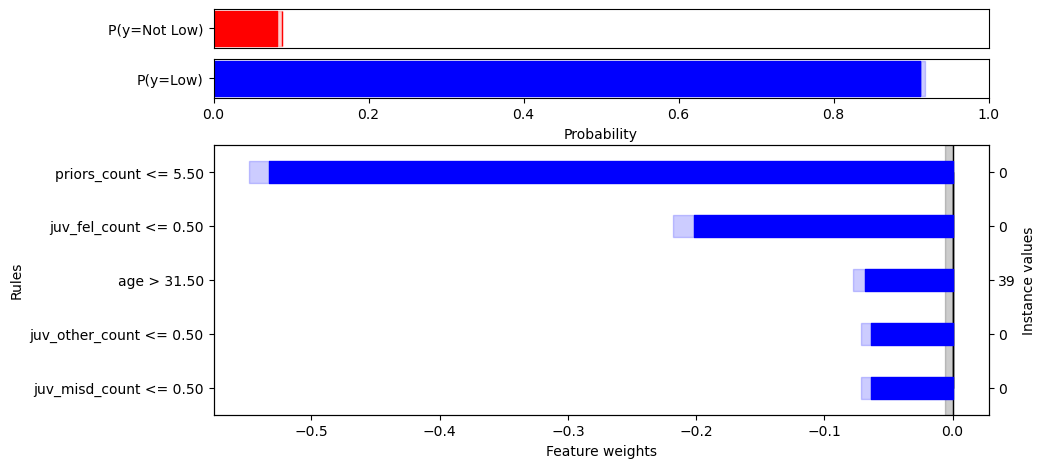 P(y=Not Low)
P(y=Low)
0.0 0.2 0.4 0.6 0.8 1.0
Probability
priors_count <= 5.50 0
juv_fel_count <= 0.50 0
age > 31.50 39
juv_other_count <= 0.50 0
juv_misd_count <= 0.50 0
Rules
Instance values
−0.5 −0.4 −0.3 −0.2 −0.1 0.0
Feature weights